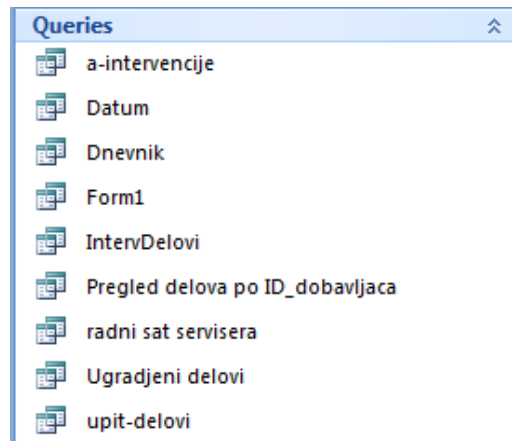 Queries
a-intervencije
Datum
Dnevnik
Form1
IntervDelovi
Pregled delova po ID_dobavljaca
radni sat servisera
Ugradjeni delovi
upit-delovi